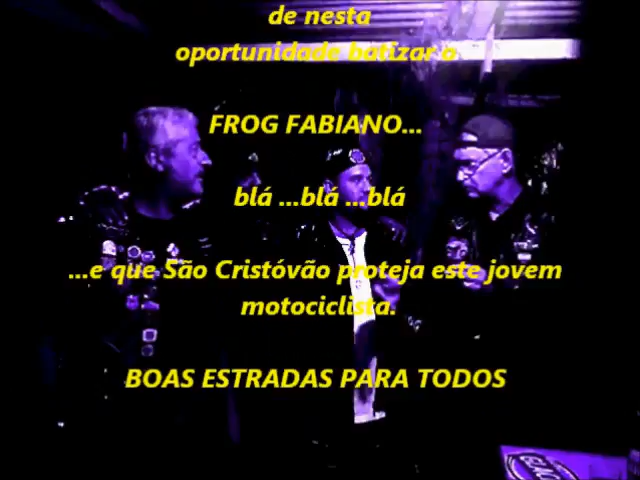 de nesta
oportunidade batizar o
FROG FABIANO...
blá ...blá ...blá
...e que São Cristóvão proteja este jovem
motociclista.
BOAS ESTRADAS PARA TODOS